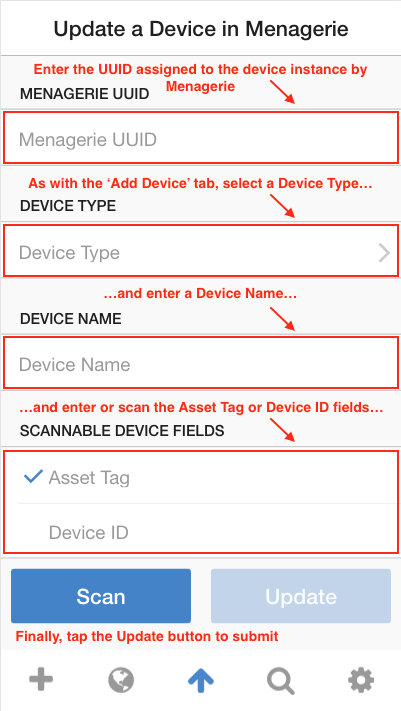 Update a Device in Menagerie
Enter the UUID assigned to the device instance by
Menagerie
MENAGERIE UUID
Menagerie UUID
As with the ‘Add Device’ tab, select a Device Type…
DEVICE TYPE
Device Type
…and enter a Device Name…
DEVICE NAME
Device Name
…and enter or scan the Asset Tag or Device ID fields…
SCANNABLE DEVICE FIELDS
Asset Tag
Device ID
Scan
Update
Finally, tap the Update button to submit